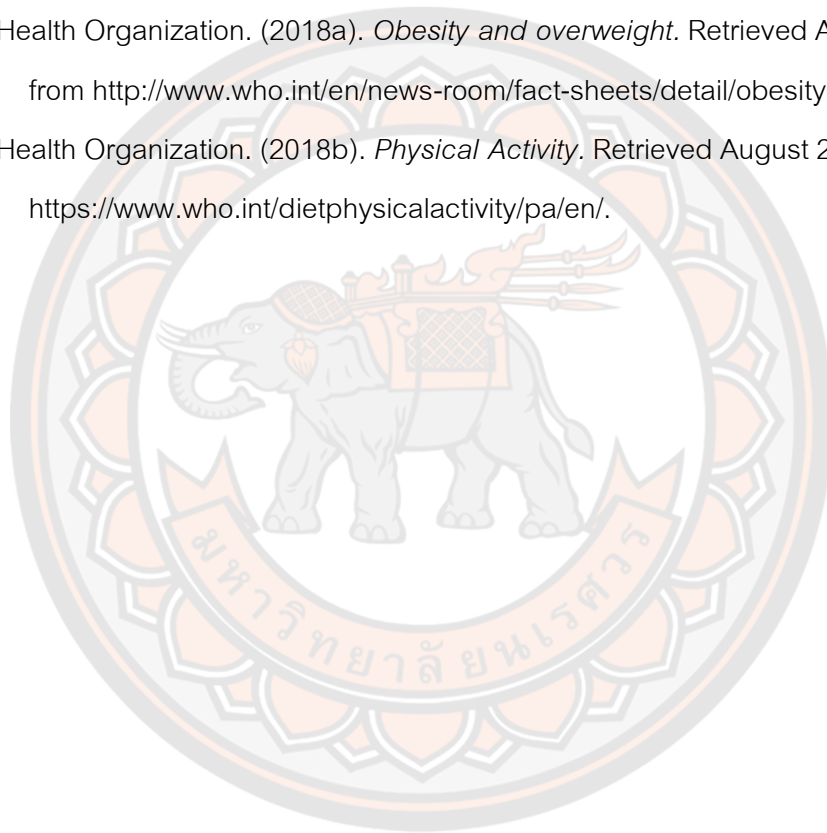 Health Organization. (2018a). Obesity and overweight. Retrieved A
from http://www.who.int/en/news-room/fact-sheets/detail/obesity
Health Organization. (2018b). Physical Activity. Retrieved August 2
https://www.who.int/dietphysicalactivity/pa/en/.
มหาวิทยาลัยนเรศวร